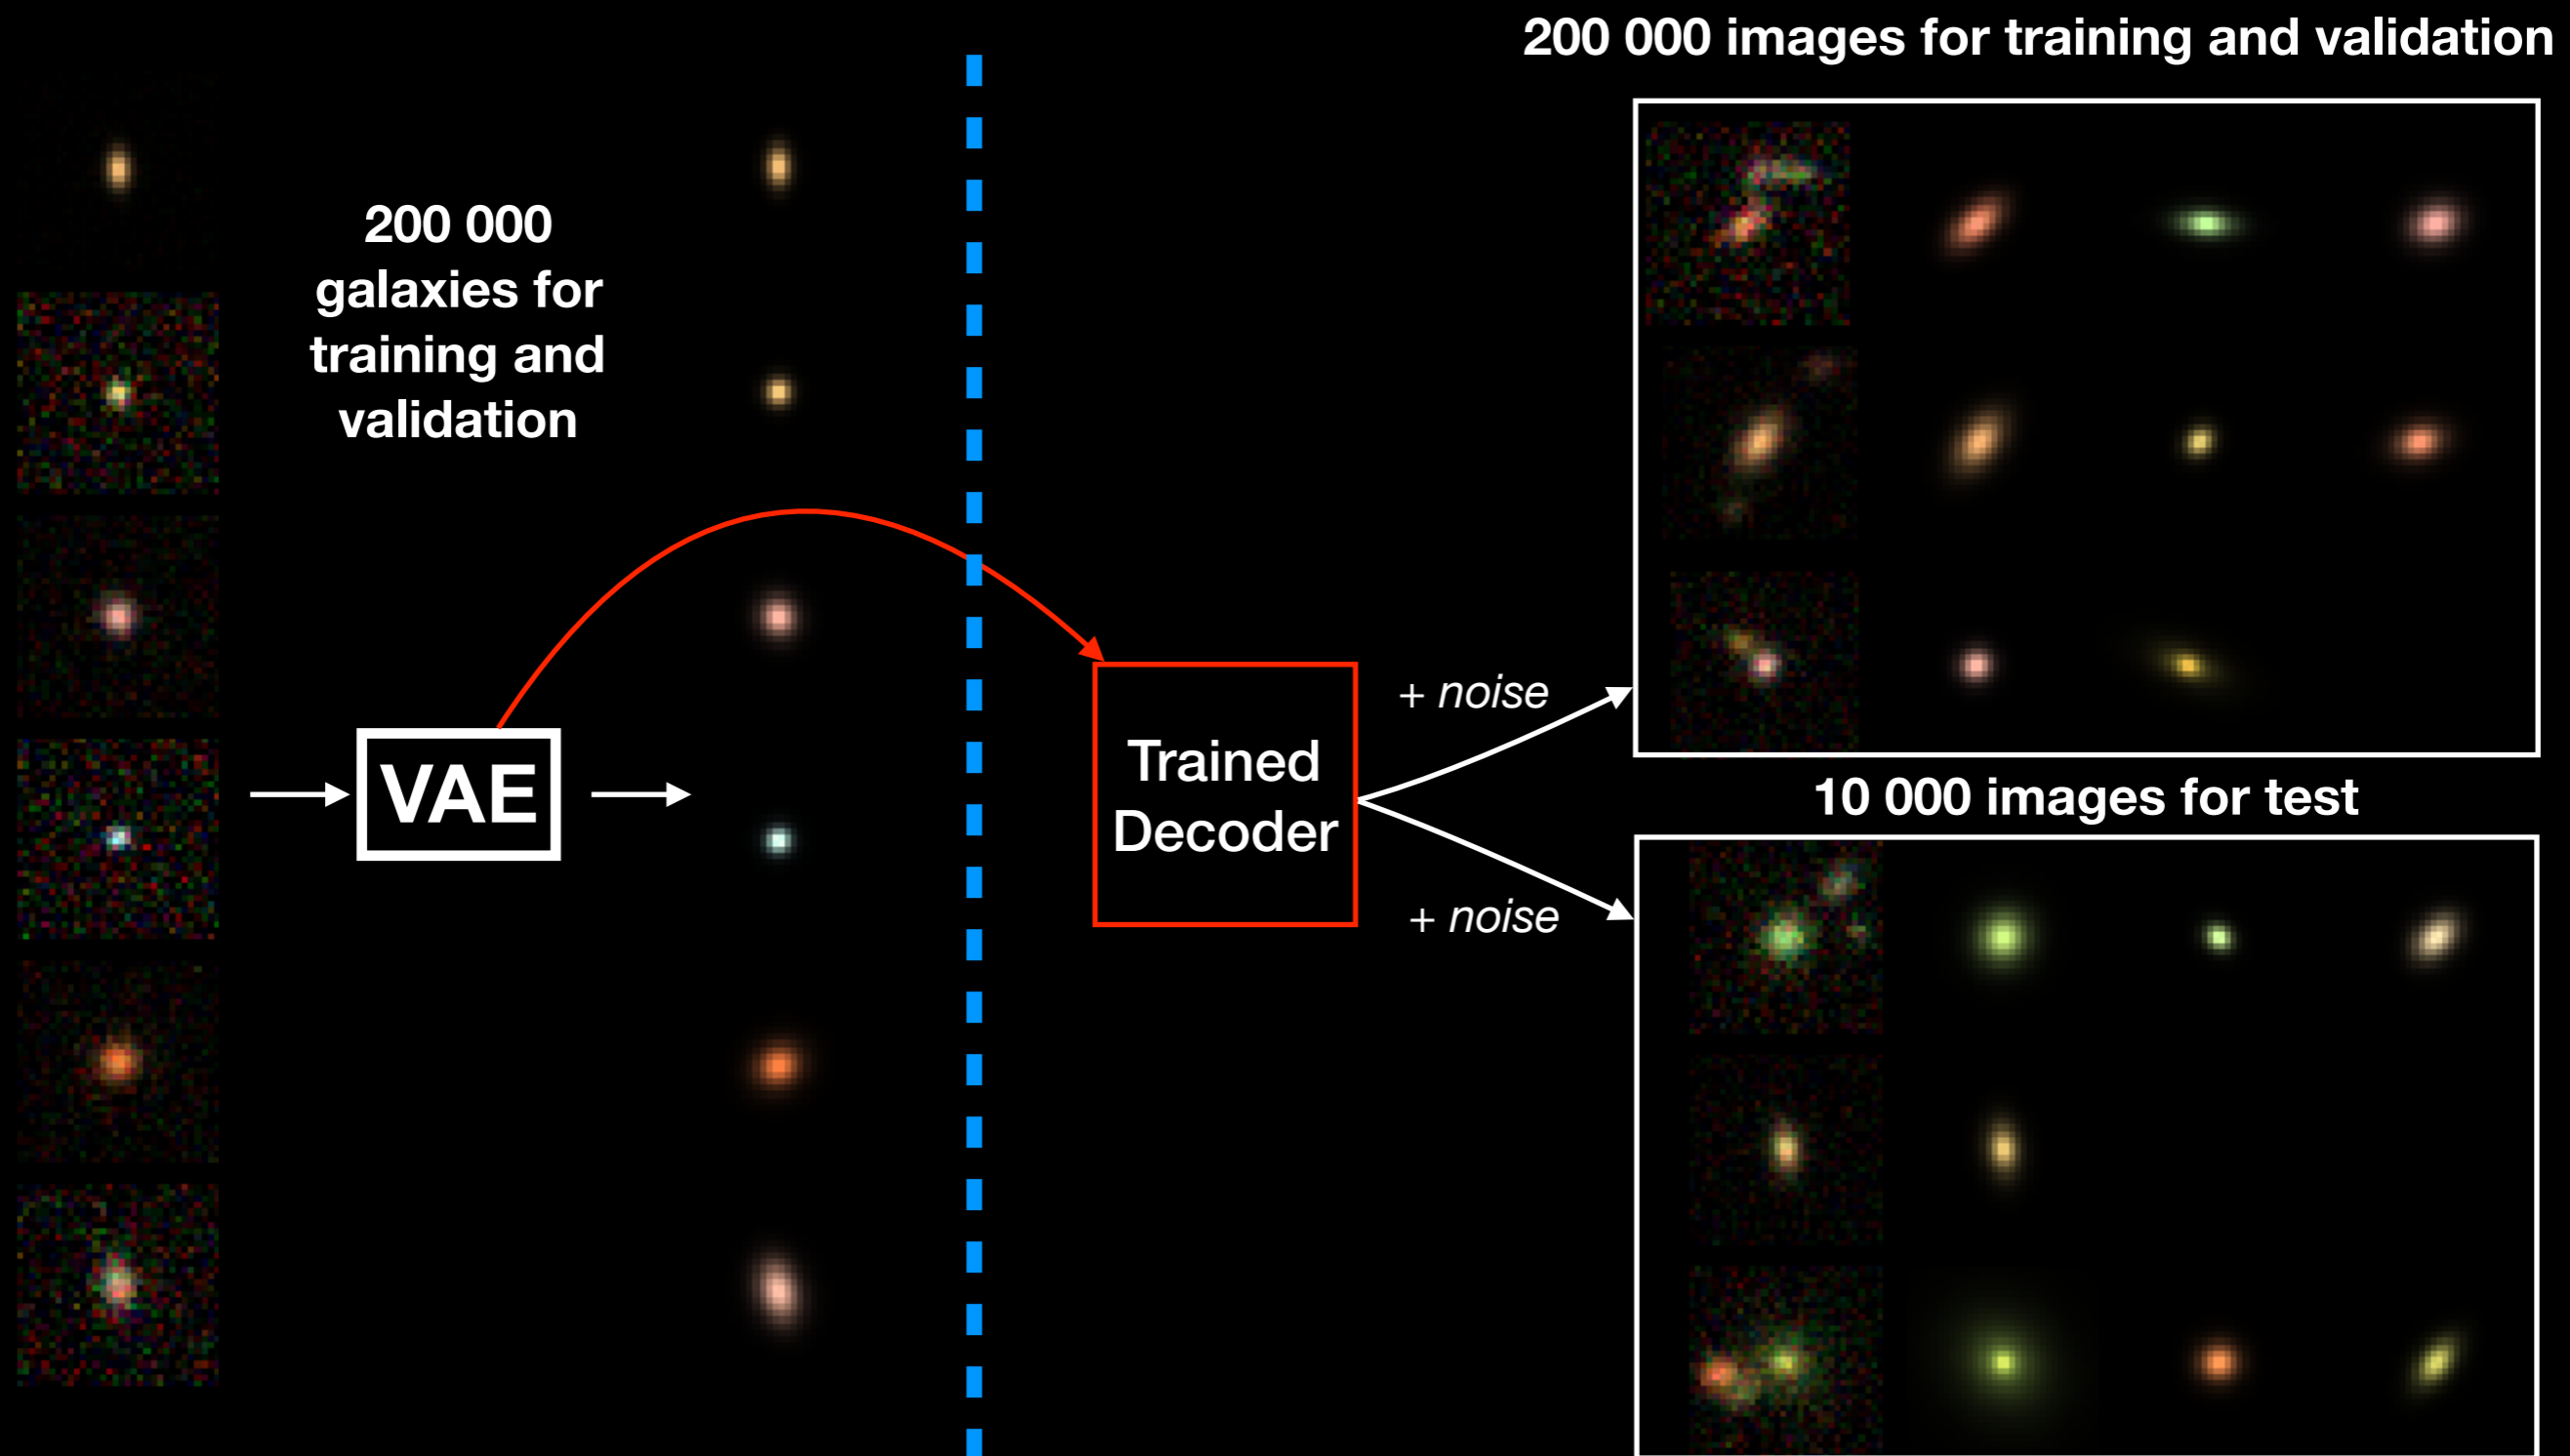 200 000 images for training and validation
200 000
galaxies for
training and
validation
VAE
Trained
Decoder
+ noise
+ noise
10 000 images for test